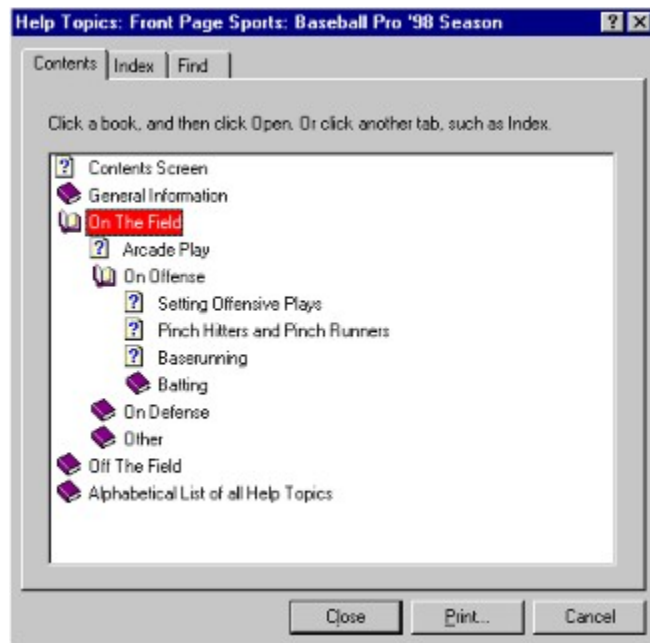 Help Topics: Front Page Sports: Baseball Pro '98 Season
Contents Index Find
Click a book, and then click Open. Or click another tab, such as Index.
Contents Screen
General Information
On The Field
Arcade Play
On Offense
Setting Offensive Plays
Pinch Hitters and Pinch Runners
Baserunning
Batting
On Defense
Other
Off The Field
Alphabetical List of all Help Topics
Close Print... Cancel